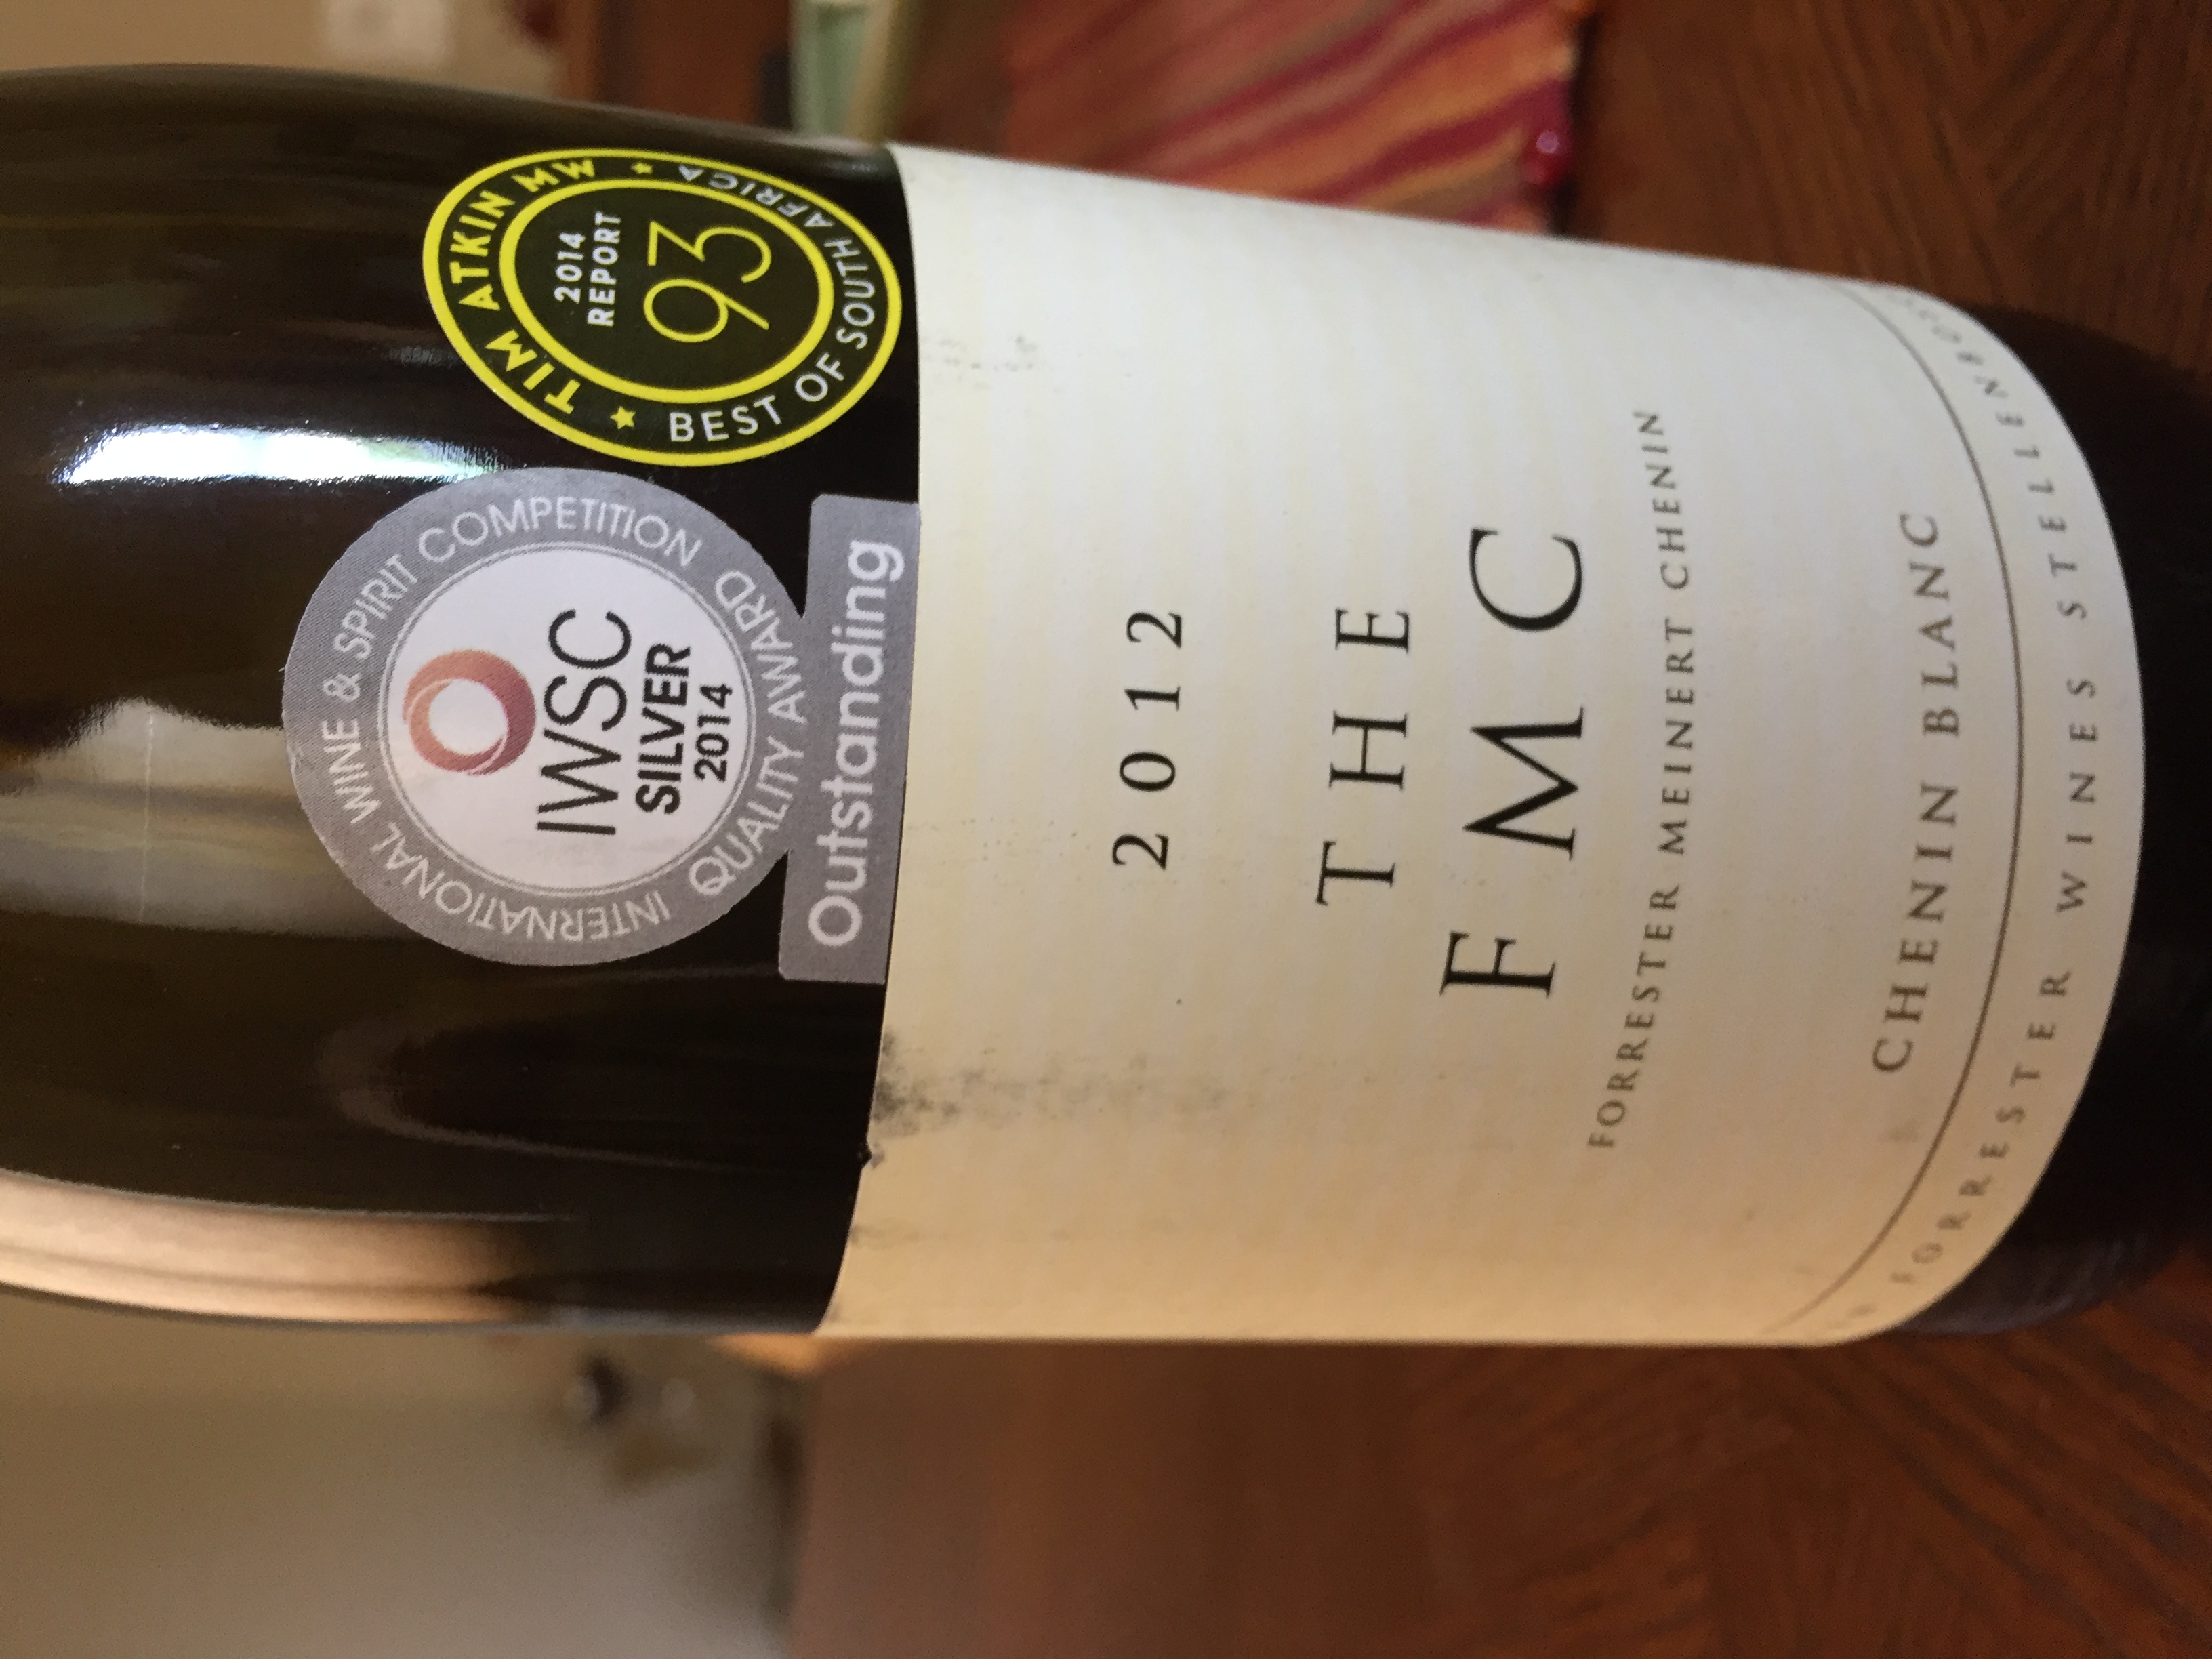 TIM ATKIN MW
2014
REPORT
93
BEST OF SOUTH AFRICA
INTERNATIONAL WINE & SPIRIT COMPETITION
IWSC
SILVER
2014
QUALITY AWARD
Outstanding
2012
THE
FMC
FORRESTER MEINERT CHENIN
CHENIN BLANC
FORRESTER WINES